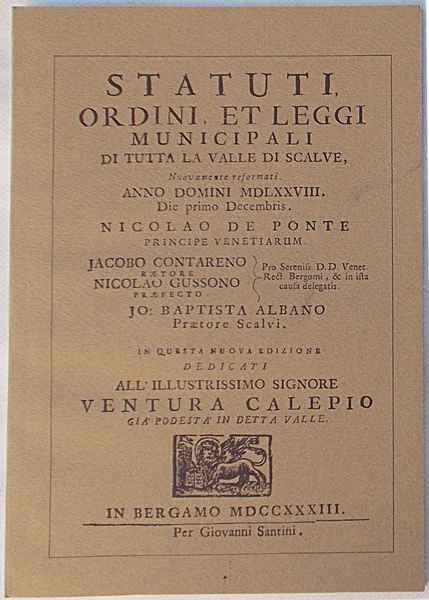 STATUTI,
ORDINI, ET LEGGI
MUNICIPALI
DI TUTTA LA VALLE DI SCALVE,
Nuovamente reformati.
ANNO DOMINI MDLXXVIII.
Die primo Decembris.
NICOLAO DE PONTE
PRINCIPE VENETIARUM.
JACOBO CONTARENO
RÆTORE
NICOLAO GUSSONO
PRÆFECTO
Pro Sereniss. D. D. Venet.
Rect. Bergomi, & in ista
causa delegatis.
JO: BAPTISTA ALBANO
Prætore Scalvi.
IN QUESTA NUOVA EDIZIONE
DEDICATI
ALL' ILLUSTRISSIMO SIGNORE
VENTURA CALEPIO
GIA' PODESTA' IN DETTA VALLE.
IN BERGAMO MDCCXXXIII.
Per Giovanni Santini.